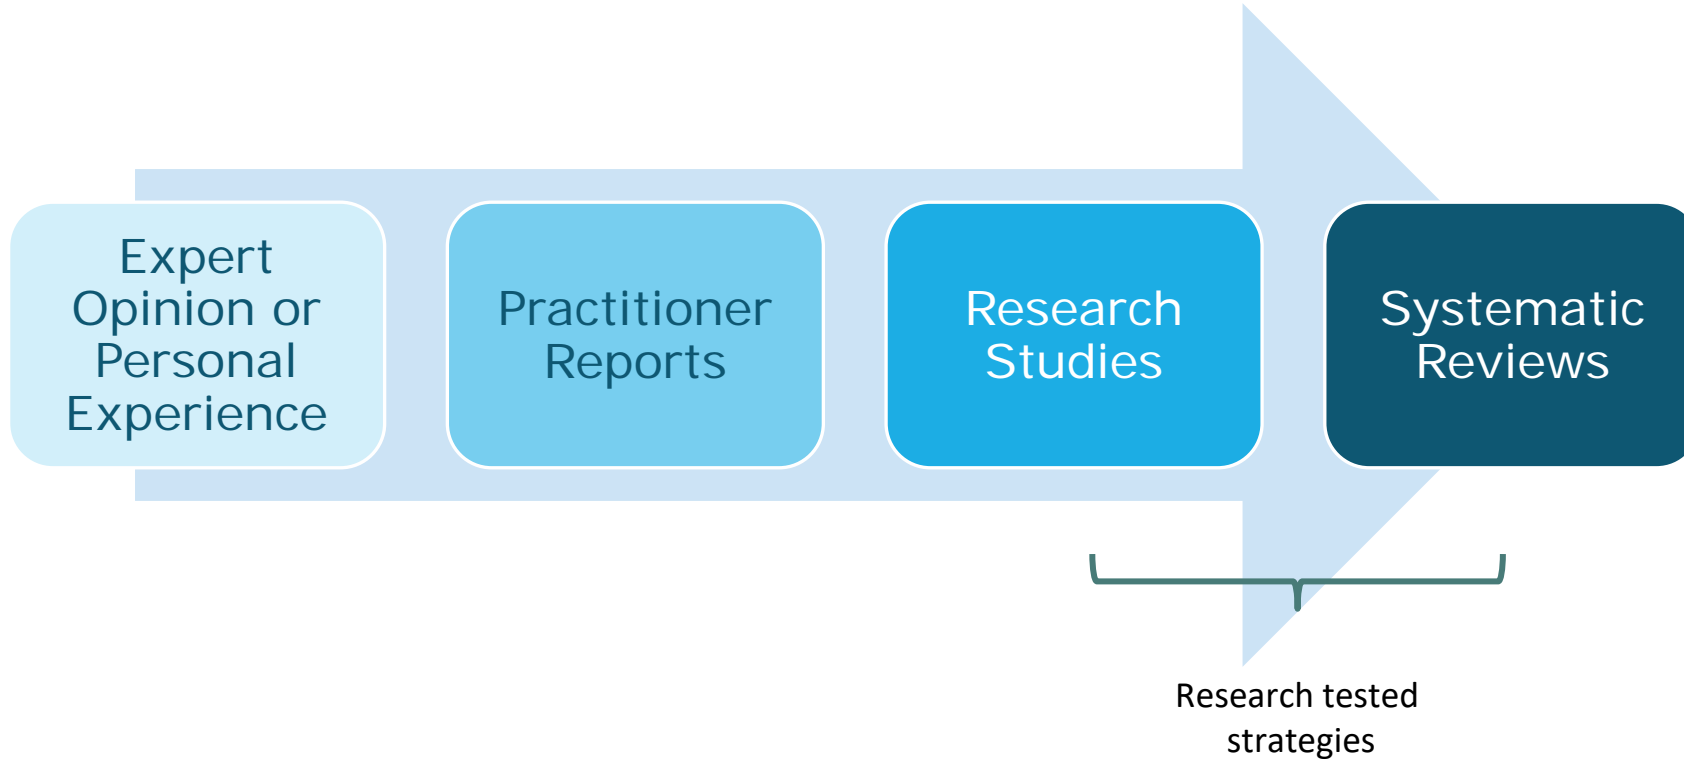 Expert
Opinion or
Personal
Experience
Practitioner
Reports
Research
Studies
Systematic
Reviews
Research tested
strategies